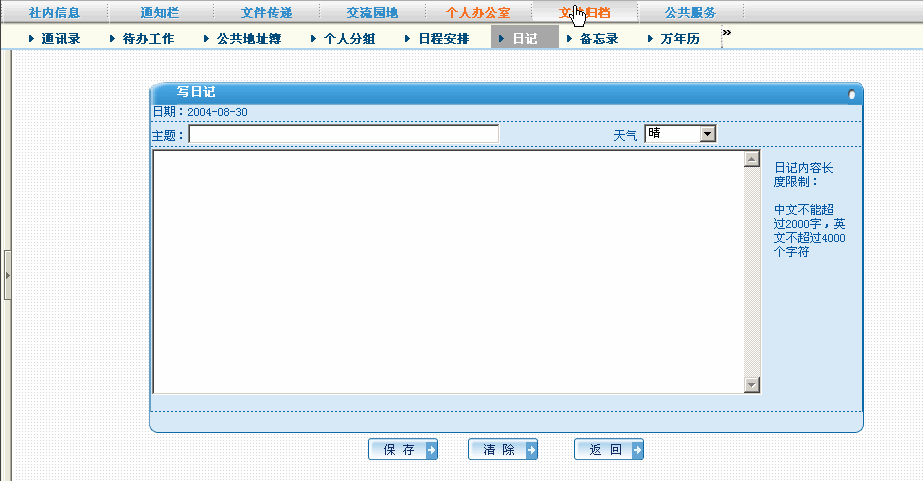 社内信息 通知栏 文件传递 交流园地 个人办公室 文件归档 公共服务
通讯录 待办工作 公共地址簿 个人分组 日程安排 日记 备忘录 万年历 »
写日记
日期：2004-08-30
主题： 天气 晴
日记内容长
度限制：
中文不能超
过2000字，英
文不超过4000
个字符
保 存 清 除 返 回